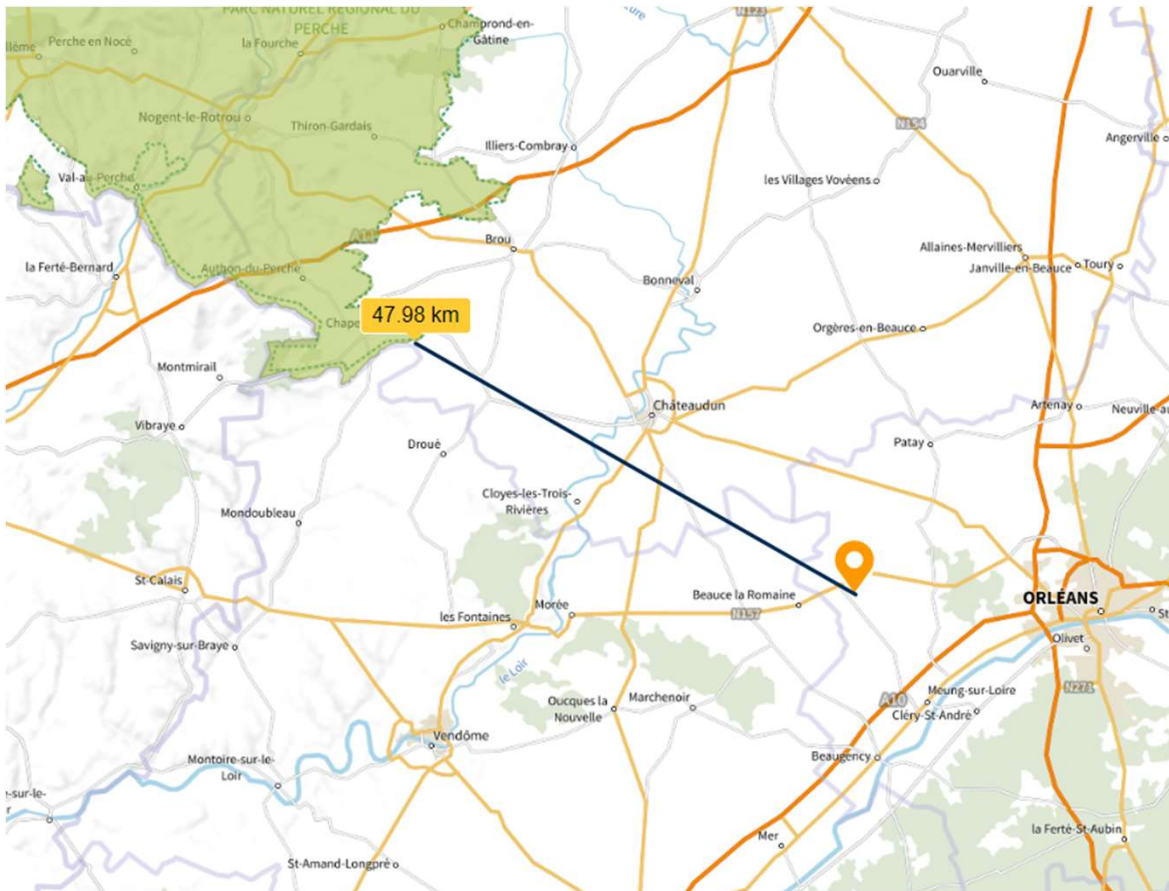 PARC NATUREL RÉGIONAL DU
PERCHE
Champrond-en-
Gâtine
N123
Perche en Nocé
la Fourche
Ouarville
Nogent-le-Rotrou
Thiron-Gardais
N154
Angerville
Illiers-Combray
Val-au-Perche
les Villages Vovéens
A11
Brou
Allaines-Mervilliers
Janville-en-Beauce
Toury
la Ferté-Bernard
Authon-du-Perche
Bonneval
47.98 km
Orgères-en-Beauce
Montmirail
Châteaudun
Artenay
Vibraye
Droué
Patay
Cloyes-les-Trois-
Rivières
Mondoubleau
St-Calais
Beauce la Romaine
ORLÉANS
les Fontaines
Morée
N157
Savigny-sur-Braye
Olivet
le Loir
N271
Meung-sur-Loire
A10
Oucques la
Nouvelle
Marchenoir
Cléry-St-André
Vendôme
Beaugency
Montoire-sur-le-
Loir
Mer
la Ferté-St-Aubin
St-Amand-Longpré